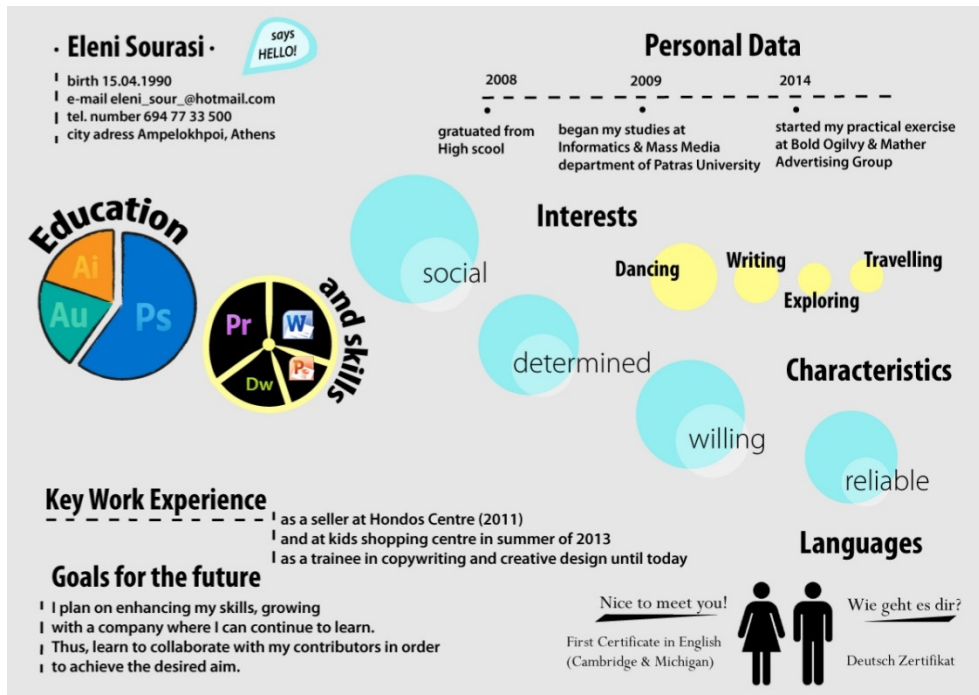 · Eleni Sourasi ·
says
HELLO!
birth 15.04.1990
e-mail eleni_sour_@hotmail.com
tel. number 694 77 33 500
city adress Ampelokhpoi, Athens
Personal Data
2008
2009
2014
gratuated from
High scool
began my studies at
Informatics & Mass Media
department of Patras University
started my practical exercise
at Bold Ogilvy & Mather
Advertising Group
Education
and skills
Ai
Au
Ps
Pr
W
P
Dw
Interests
Dancing
Writing
Exploring
Travelling
Characteristics
social
determined
willing
reliable
Key Work Experience
as a seller at Hondos Centre (2011)
and at kids shopping centre in summer of 2013
as a trainee in copywriting and creative design until today
Goals for the future
I plan on enhancing my skills, growing
with a company where I can continue to learn.
Thus, learn to collaborate with my contributors in order
to achieve the desired aim.
Languages
Nice to meet you!
First Certificate in English
(Cambridge & Michigan)
Wie geht es dir?
Deutsch Zertifikat